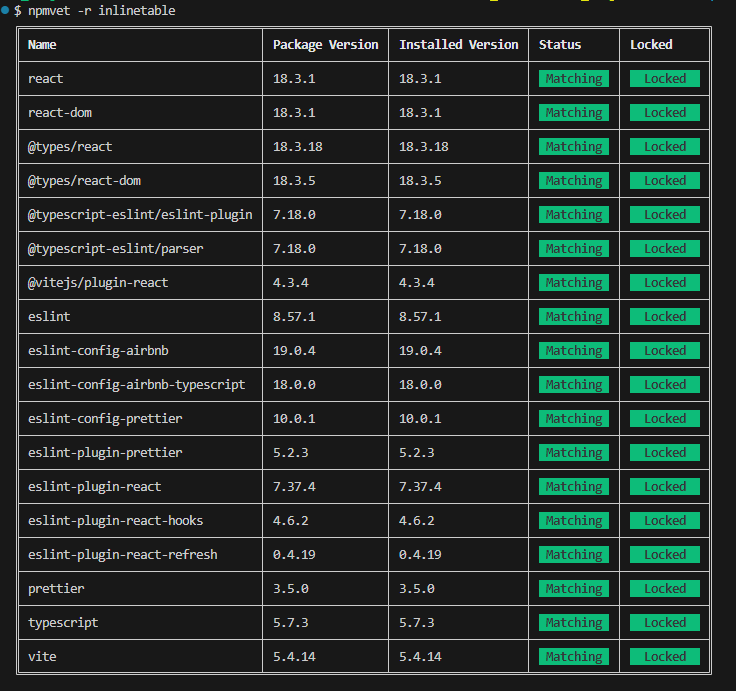 $ npmvet -r inlinetable
Name Package Version Installed Version Status Locked
react 18.3.1 18.3.1 Matching Locked
react-dom 18.3.1 18.3.1 Matching Locked
@types/react 18.3.18 18.3.18 Matching Locked
@types/react-dom 18.3.5 18.3.5 Matching Locked
@typescript-eslint/eslint-plugin 7.18.0 7.18.0 Matching Locked
@typescript-eslint/parser 7.18.0 7.18.0 Matching Locked
@vitejs/plugin-react 4.3.4 4.3.4 Matching Locked
eslint 8.57.1 8.57.1 Matching Locked
eslint-config-airbnb 19.0.4 19.0.4 Matching Locked
eslint-config-airbnb-typescript 18.0.0 18.0.0 Matching Locked
eslint-config-prettier 10.0.1 10.0.1 Matching Locked
eslint-plugin-prettier 5.2.3 5.2.3 Matching Locked
eslint-plugin-react 7.37.4 7.37.4 Matching Locked
eslint-plugin-react-hooks 4.6.2 4.6.2 Matching Locked
eslint-plugin-react-refresh 0.4.19 0.4.19 Matching Locked
prettier 3.5.0 3.5.0 Matching Locked
typescript 5.7.3 5.7.3 Matching Locked
vite 5.4.14 5.4.14 Matching Locked